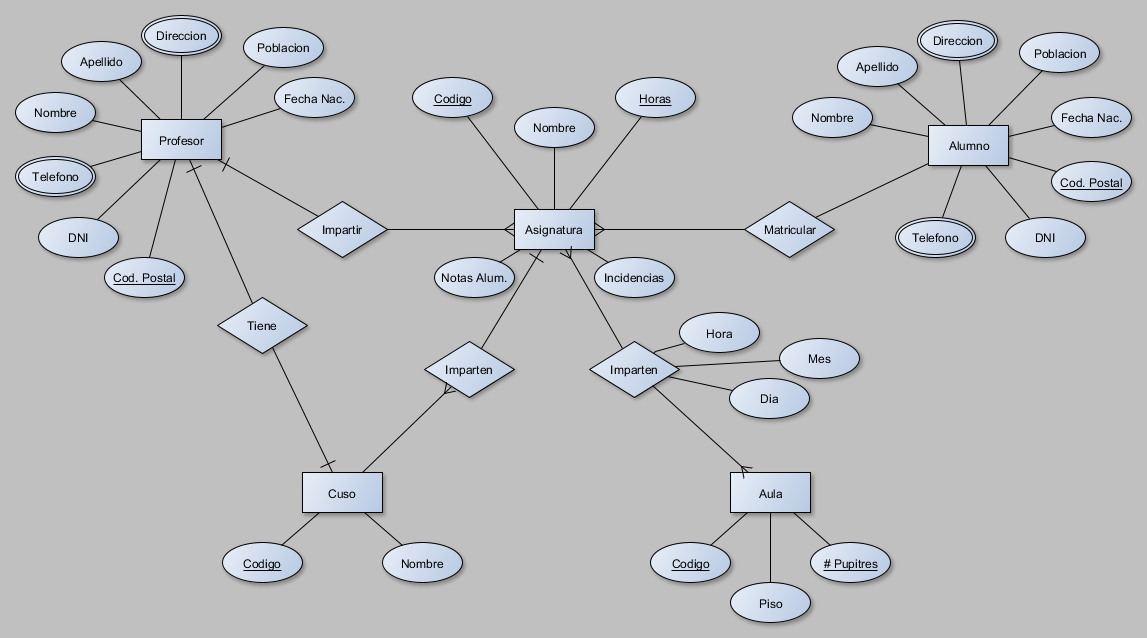 Direccion
Poblacion
Apellido
Fecha Nac.
Nombre
Profesor
Telefono
DNI
Cod. Postal
Codigo
Nombre
Horas
Direccion
Poblacion
Apellido
Nombre
Fecha Nac.
Alumno
Cod. Postal
Telefono
DNI
Impartir
Asignatura
Matricular
Notas Alum.
Incidencias
Tiene
Imparten
Imparten
Hora
Mes
Dia
Cuso
Aula
Codigo
Nombre
Codigo
# Pupitres
Piso